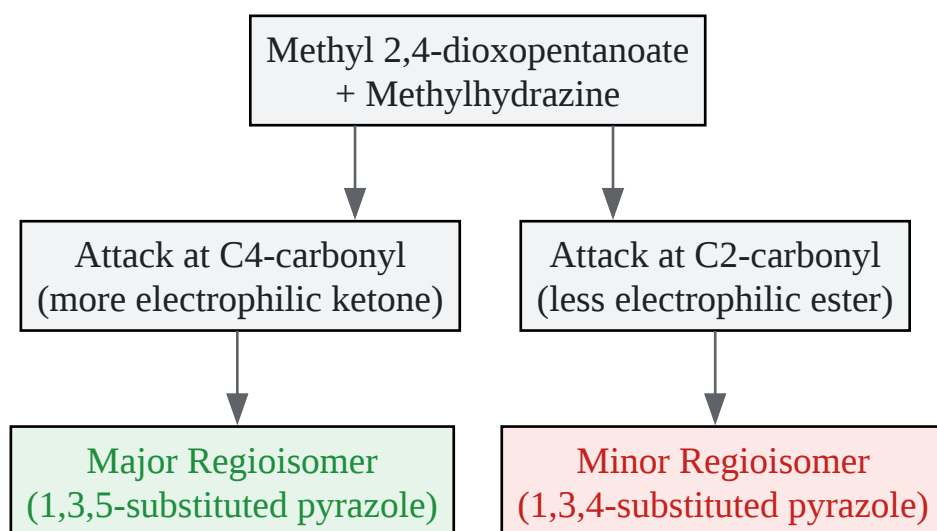 Methyl 2,4-dioxopentanoate
+ Methylhydrazine
Attack at C4-carbonyl
(more electrophilic ketone)
Attack at C2-carbonyl
(less electrophilic ester)
Major Regioisomer
(1,3,5-substituted pyrazole)
Minor Regioisomer
(1,3,4-substituted pyrazole)